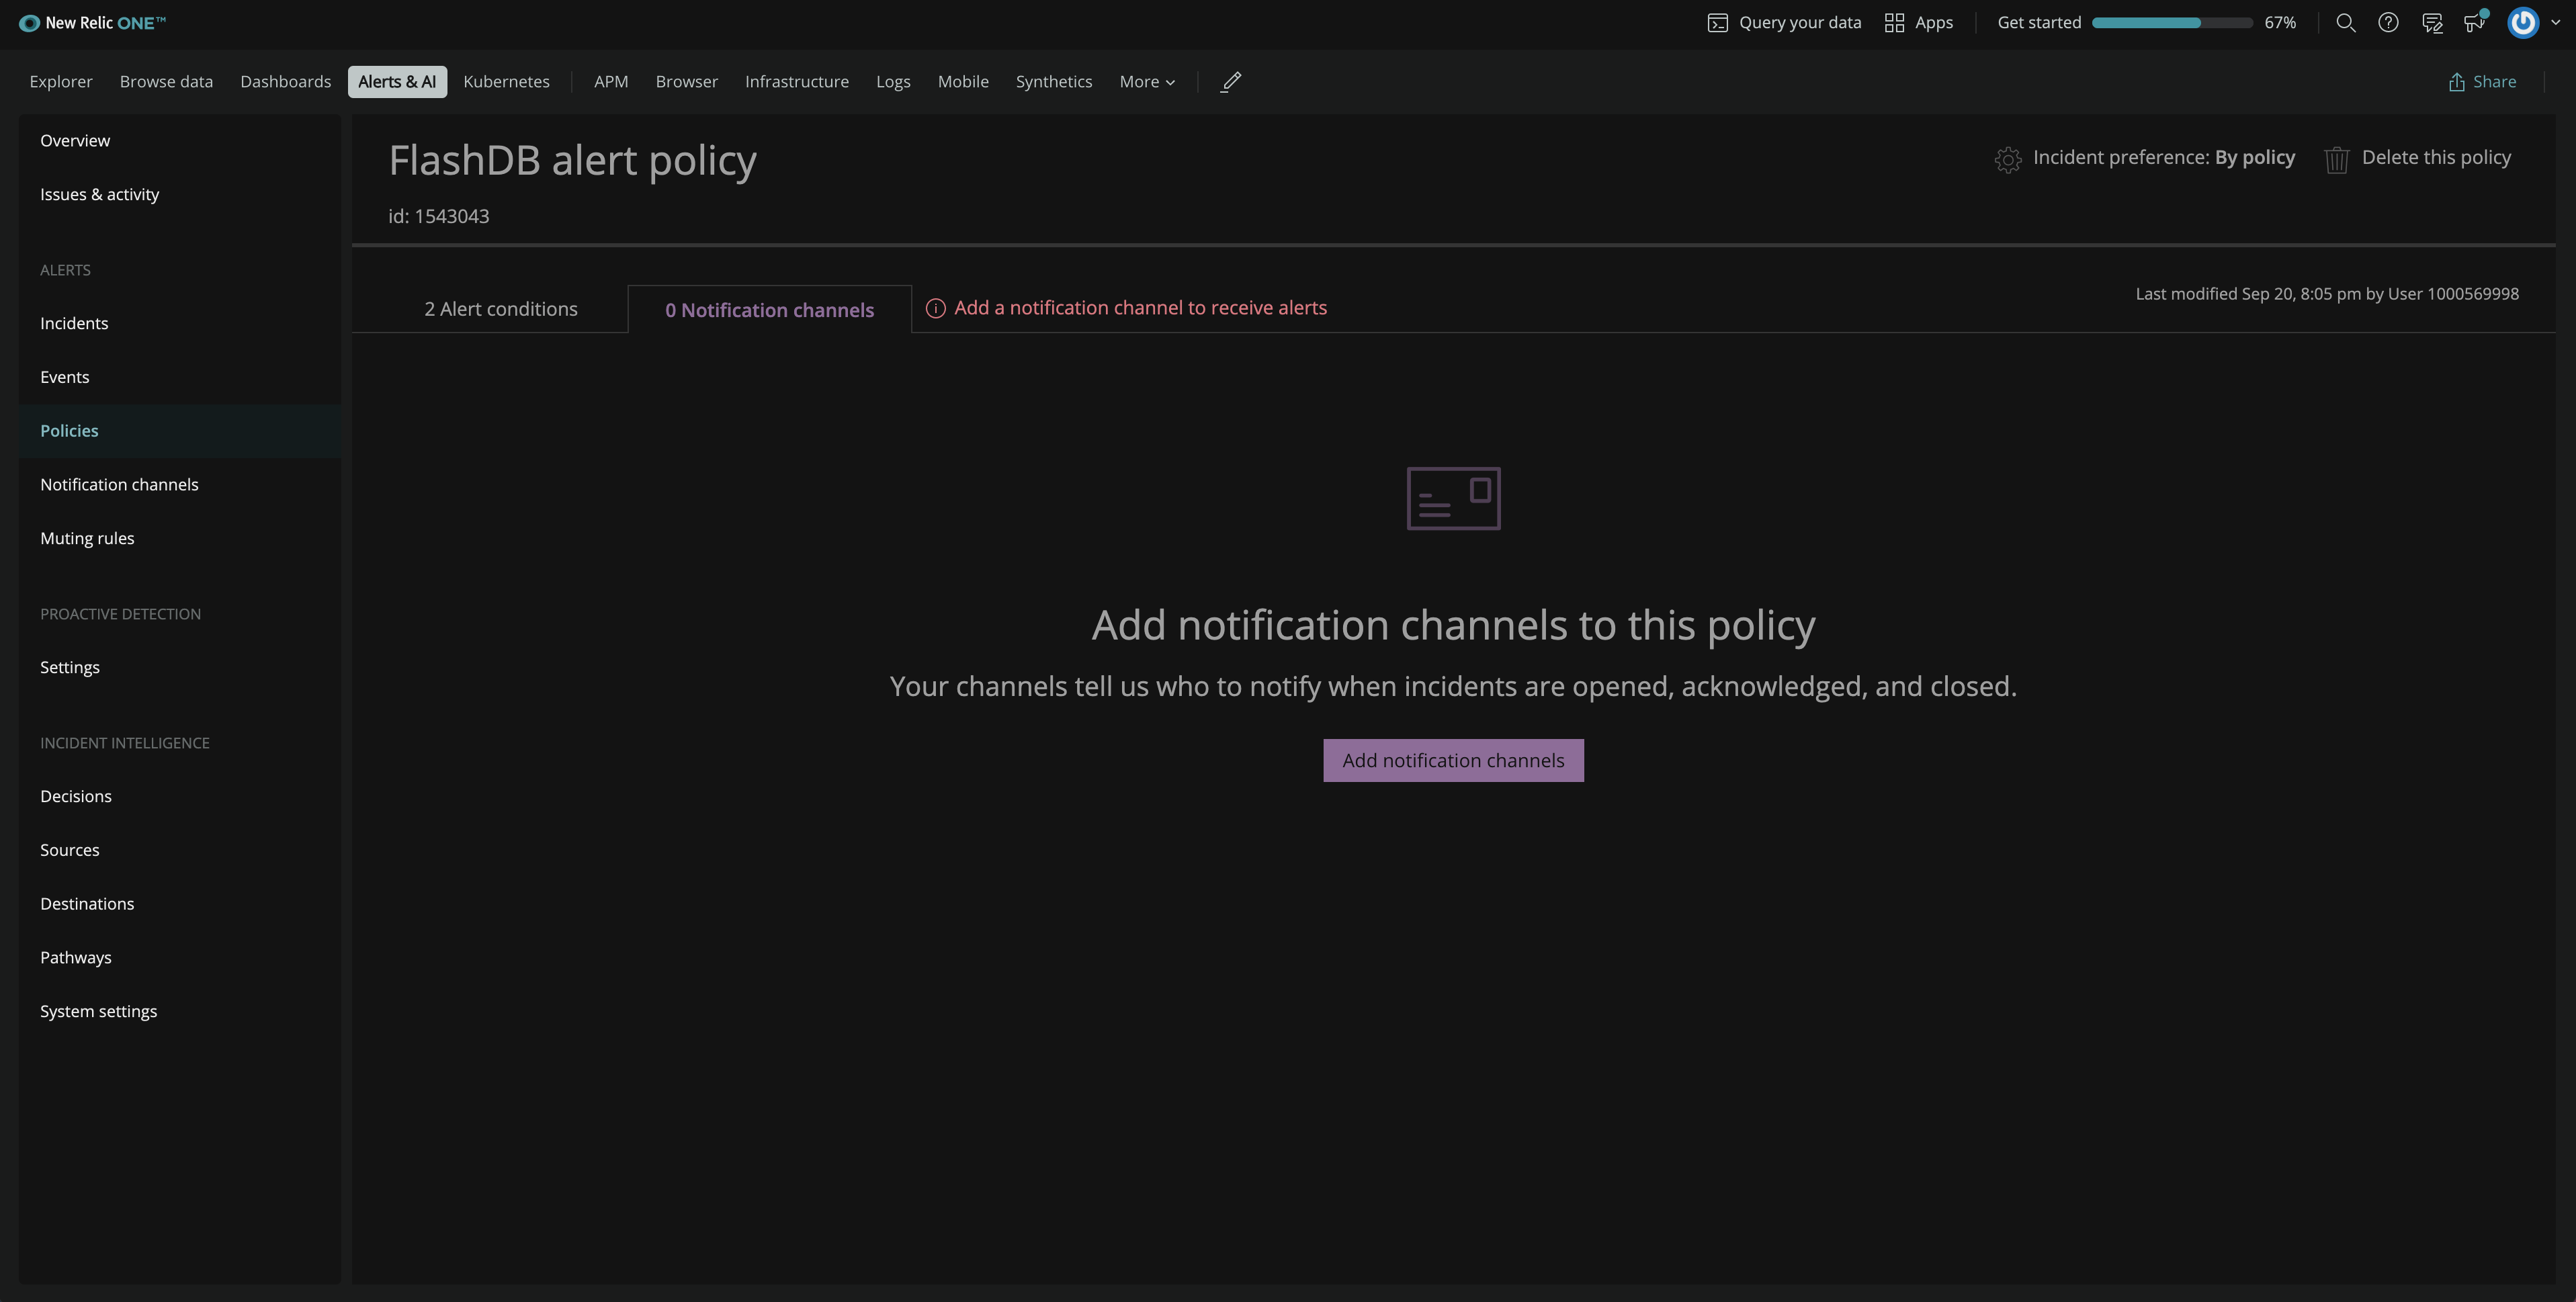 New Relic ONE™
Query your data
Apps
Get started
67%
Explorer
Browse data
Dashboards
Alerts & AI
Kubernetes
APM
Browser
Infrastructure
Logs
Mobile
Synthetics
More
Share
Overview
Issues & activity
ALERTS
Incidents
Events
Policies
Notification channels
Muting rules
PROACTIVE DETECTION
Settings
INCIDENT INTELLIGENCE
Decisions
Sources
Destinations
Pathways
System settings
FlashDB alert policy
id: 1543043
Incident preference: By policy
Delete this policy
2 Alert conditions
0 Notification channels
Add a notification channel to receive alerts
Last modified Sep 20, 8:05 pm by User 1000569998
Add notification channels to this policy
Your channels tell us who to notify when incidents are opened, acknowledged, and closed.
Add notification channels